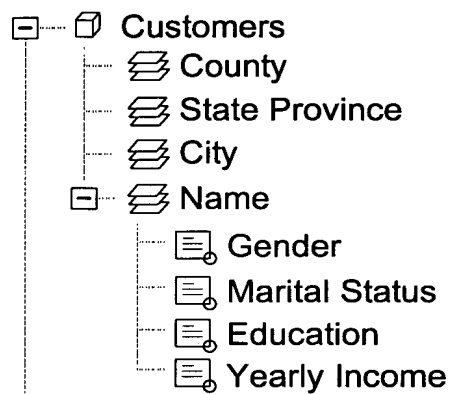 Customers
County
State Province
City
Name
Gender
Marital Status
Education
Yearly Income